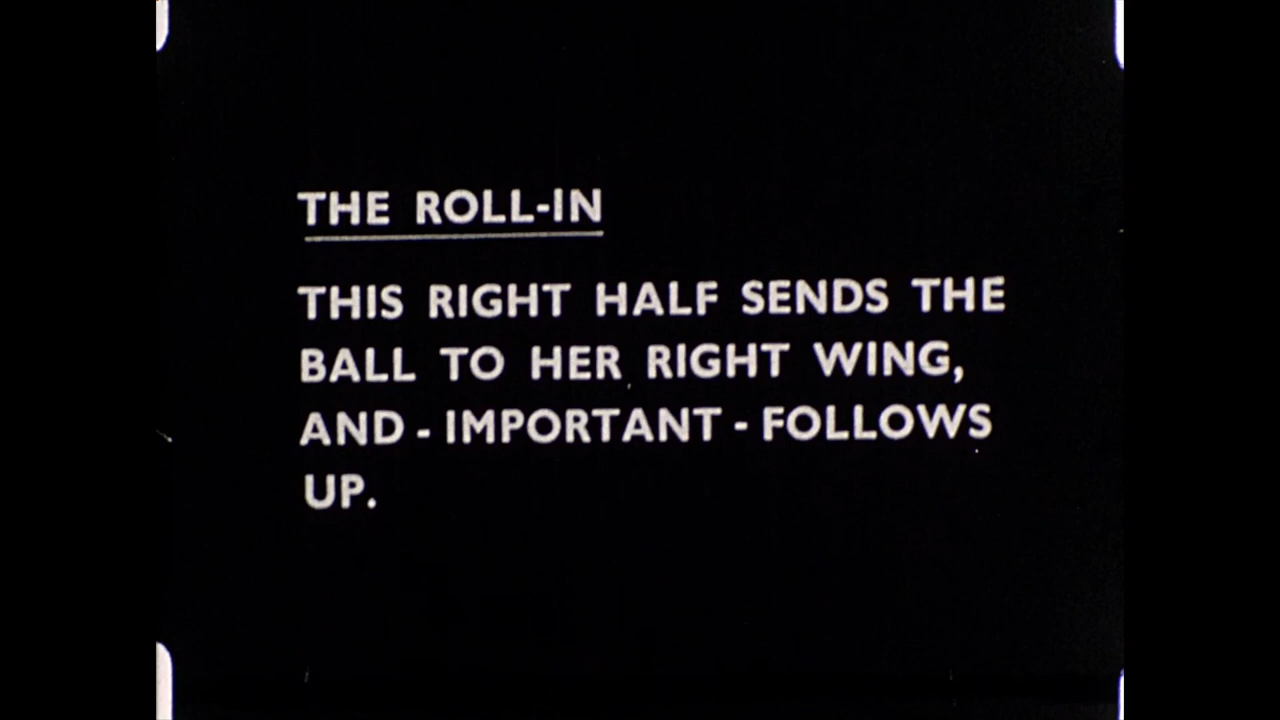 THE ROLL-IN
THIS RIGHT HALF SENDS THE
BALL TO HER RIGHT WING,
AND - IMPORTANT - FOLLOWS
UP.